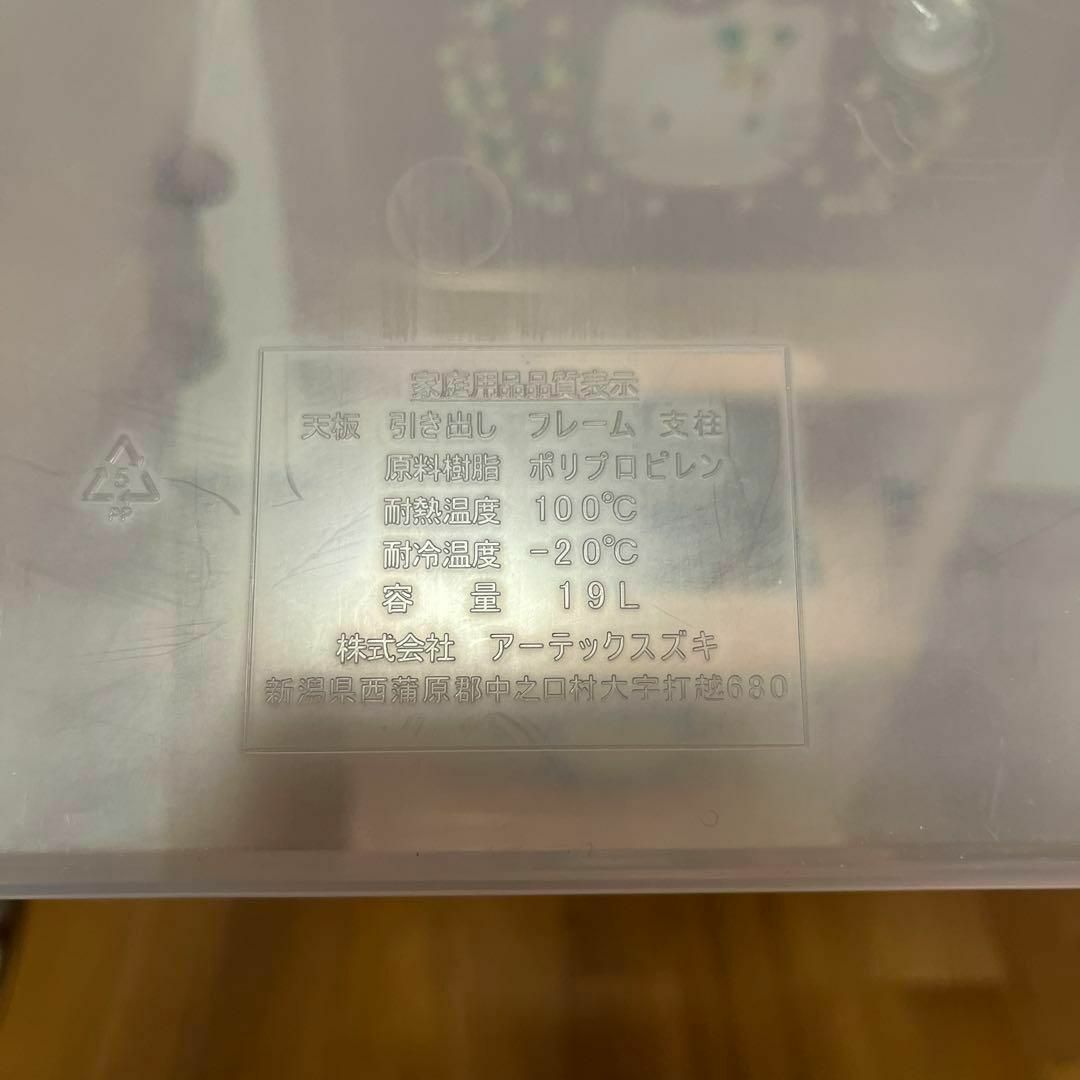 家庭用品品質表示
天板 引き出し フレーム 支柱
原料樹脂 ポリプロピレン
耐熱温度 100℃
耐冷温度 -20℃
容 量 19L
株式会社 アーテックスズキ
新潟県西蒲原郡中之口村大字打越680
5
PP